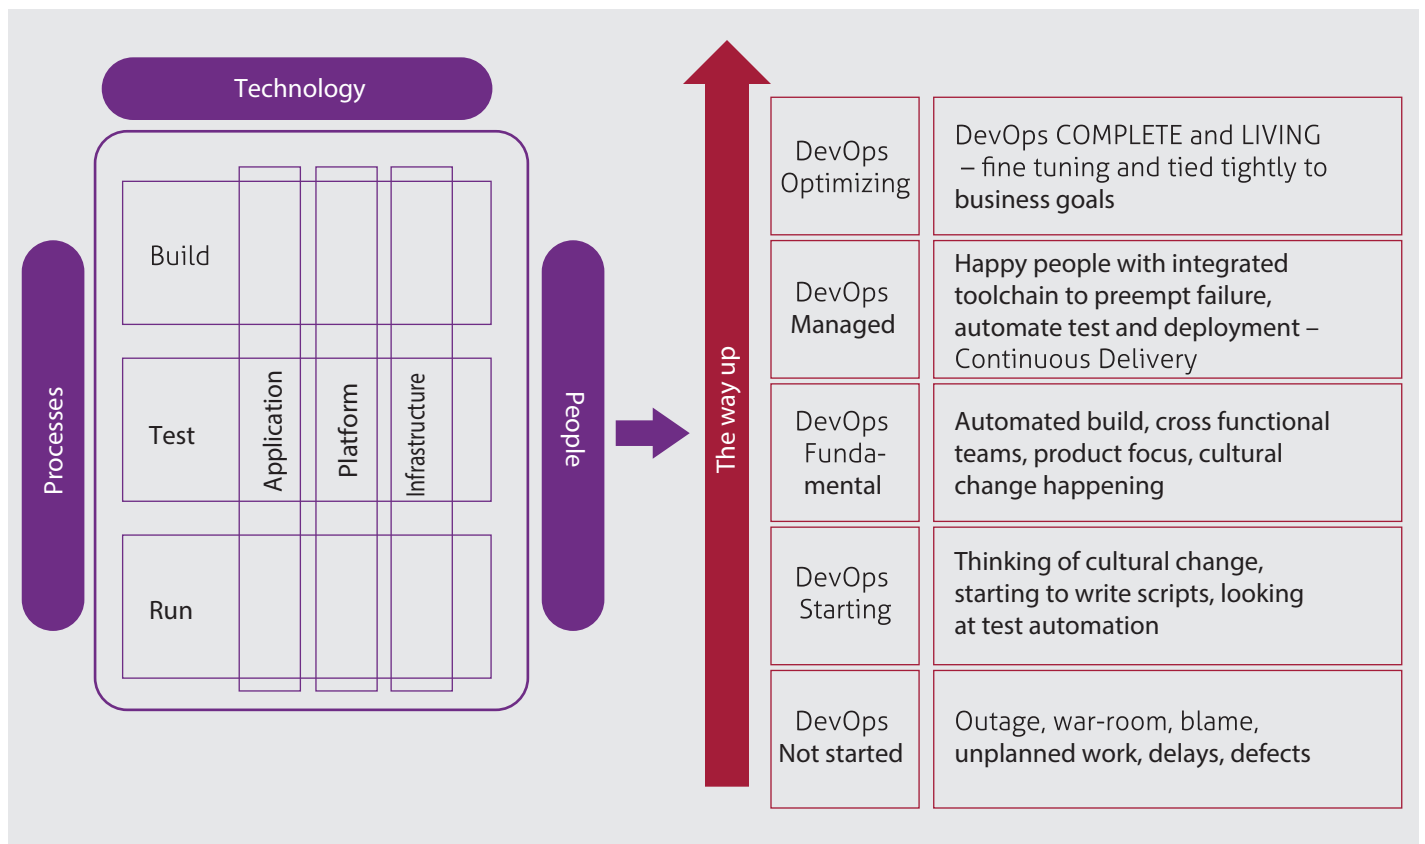 Technology
Processes
Build
Test
Run
Application
Platform
Infrastructure
People
The way up
DevOps
Optimizing
DevOps COMPLETE and LIVING
– fine tuning and tied tightly to
business goals
DevOps
Managed
Happy people with integrated
toolchain to preempt failure,
automate test and deployment –
Continuous Delivery
DevOps
Funda-
mental
Automated build, cross functional
teams, product focus, cultural
change happening
DevOps
Starting
Thinking of cultural change,
starting to write scripts, looking
at test automation
DevOps
Not started
Outage, war-room, blame,
unplanned work, delays, defects